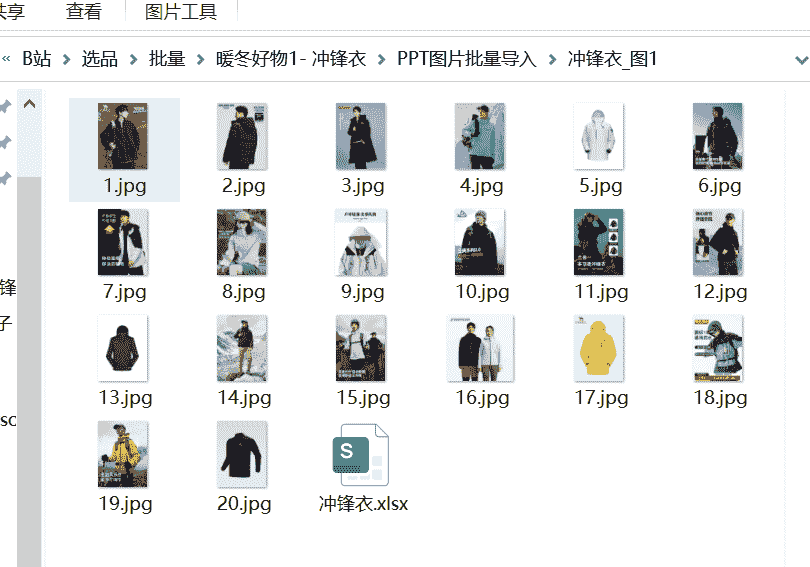 共享 查看 图片工具
« B站 > 选品 > 批量 > 暖冬好物1- 冲锋衣 > PPT图片批量导入 > 冲锋衣_图1
1.jpg 2.jpg 3.jpg 4.jpg 5.jpg 6.jpg
7.jpg 8.jpg 9.jpg 10.jpg 11.jpg 12.jpg
锋
子
13.jpg 14.jpg 15.jpg 16.jpg 17.jpg 18.jpg
sc
S
19.jpg 20.jpg 冲锋衣.xlsx